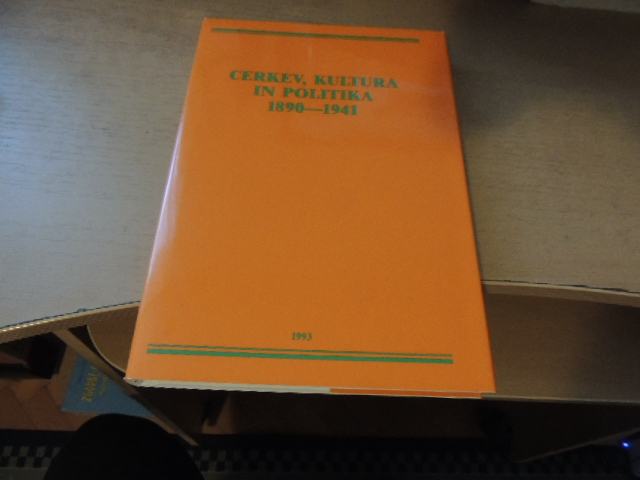 CERKEV, KULTURA
IN POLITIKA
1890—1941
1993